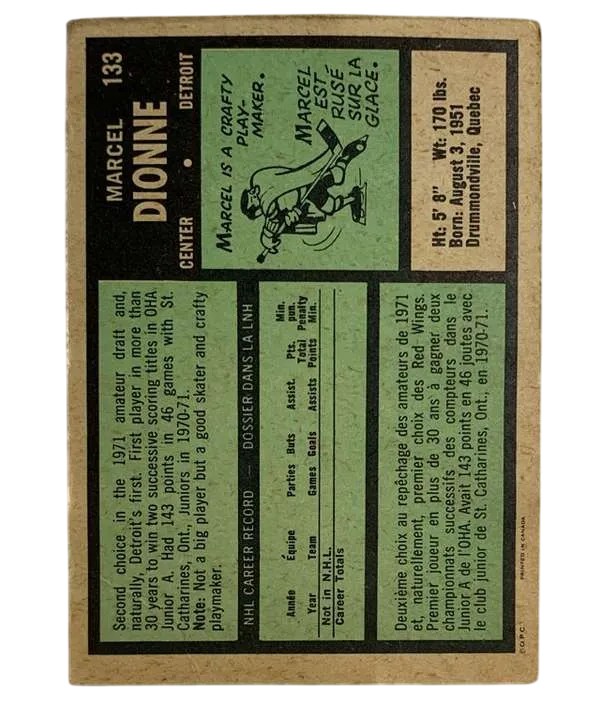 MARCEL 133
DIONNE
CENTER • DETROIT
MARCEL IS A CRAFTY
PLAY-
MAKER.
MARCEL
EST
RUSÉ
SUR LA
GLACE.
Ht: 5' 8" Wt: 170 lbs.
Born: August 3, 1951
Drummondville, Quebec
Second choice in the 1971 amateur draft and,
naturally, Detroit's first. First player in more than
30 years to win two successive scoring titles in OHA
Junior A. Had 143 points in 46 games with St.
Catharines, Ont., Juniors in 1970-71.
Note: Not a big player but a good skater and crafty
playmaker.
NHL CAREER RECORD — DOSSIER DANS LA LNH
Année Équipe Parties Buts Assist. Pts. Min. pun.
Year Team Games Goals Assists Total Points Penalty Min.
Not in N.H.L.
Career Totals
Deuxième choix au repêchage des amateurs de 1971
et, naturellement, premier choix des Red Wings.
Premier joueur en plus de 30 ans à gagner deux
championnats successifs des compteurs dans le
Junior A de l'OHA. Avait 143 points en 46 joutes avec
le club junior de St. Catharines, Ont., en 1970-71.
© O.P.C. PRINTED IN CANADA